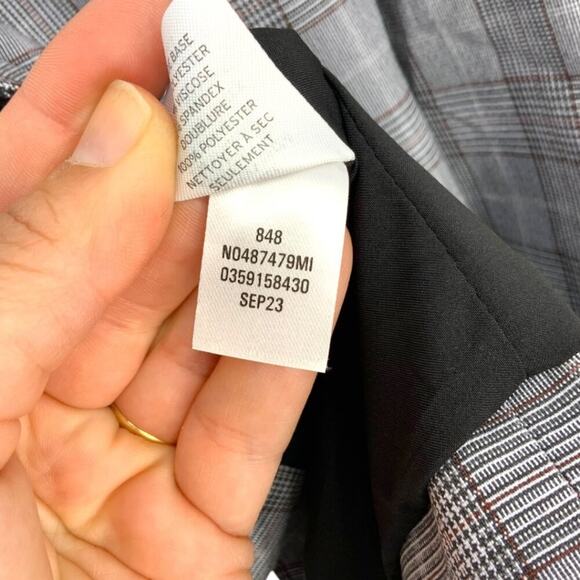 BASE
POLYESTER
VISCOSE
SPANDEX
DOUBLURE
100% POLYESTER
NETTOYER À SEC
SEULEMENT
848
N0487479MI
0359158430
SEP23